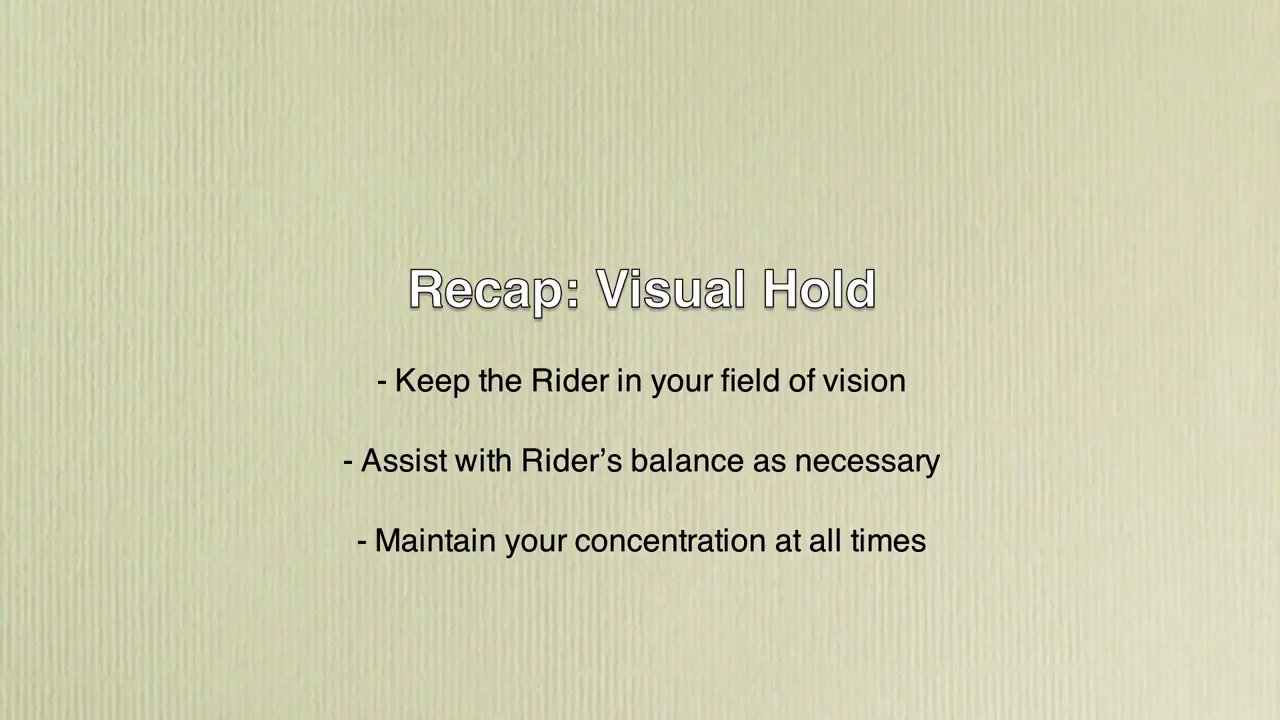 Recap: Visual Hold
- Keep the Rider in your field of vision
- Assist with Rider’s balance as necessary
- Maintain your concentration at all times